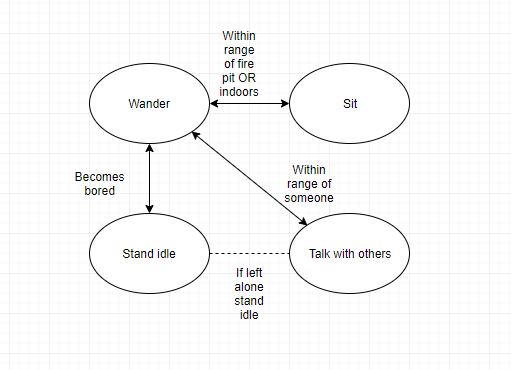 Within
range
of fire
pit OR
indoors
Wander
Sit
Within
range of
someone
Becomes
bored
Stand idle
Talk with others
If left
alone
stand
idle